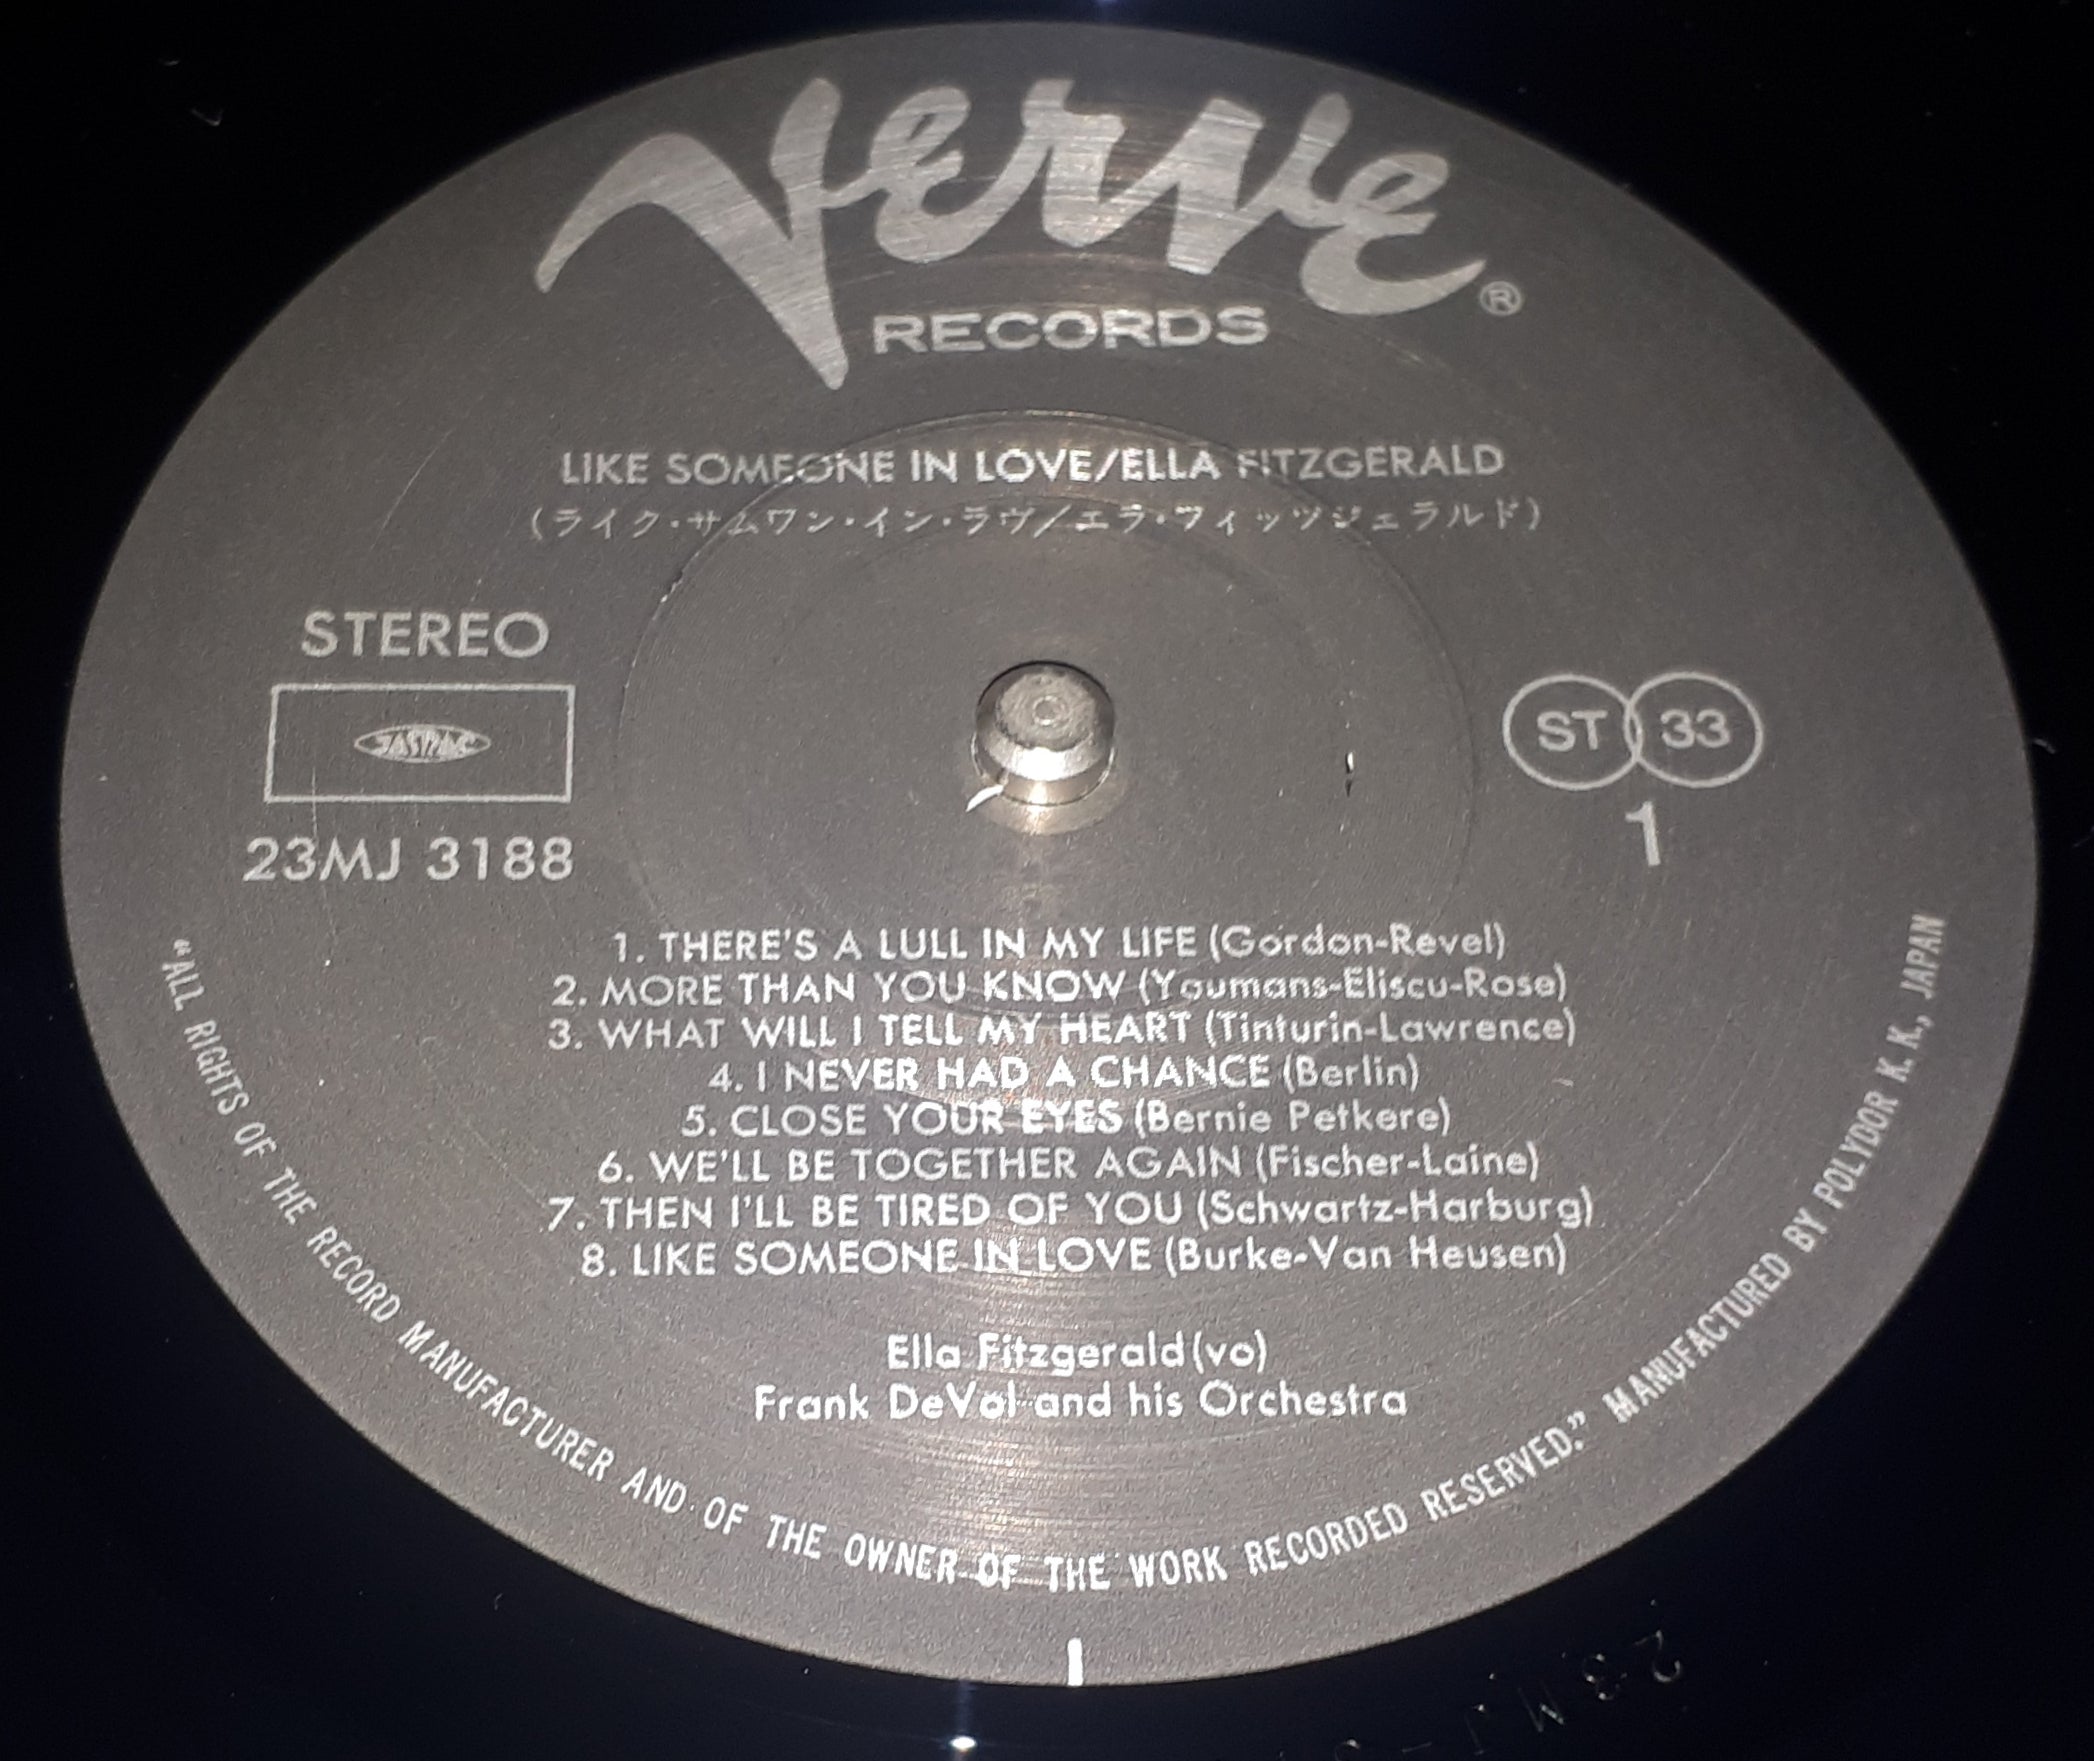 Verve®
RECORDS
LIKE SOMEONE IN LOVE/ELLA FITZGERALD
(ライク・サムワン・イン・ラヴ/エラ・フィッツジェラルド)
STEREO
JASRAC
23MJ 3188
ST 33
1
1. THERE'S A LULL IN MY LIFE (Gordon-Revel)
2. MORE THAN YOU KNOW (Youmans-Eliscu-Rose)
3. WHAT WILL I TELL MY HEART (Tinturin-Lawrence)
4. I NEVER HAD A CHANCE (Berlin)
5. CLOSE YOUR EYES (Bernie Petkere)
6. WE'LL BE TOGETHER AGAIN (Fischer-Laine)
7. THEN I'LL BE TIRED OF YOU (Schwartz-Harburg)
8. LIKE SOMEONE IN LOVE (Burke-Van Heusen)
Ella Fitzgerald (vo)
Frank DeVol and his Orchestra
"ALL RIGHTS OF THE RECORD MANUFACTURER AND OF THE OWNER OF THE WORK RECORDED RESERVED." MANUFACTURED BY POLYDOR K. K., JAPAN